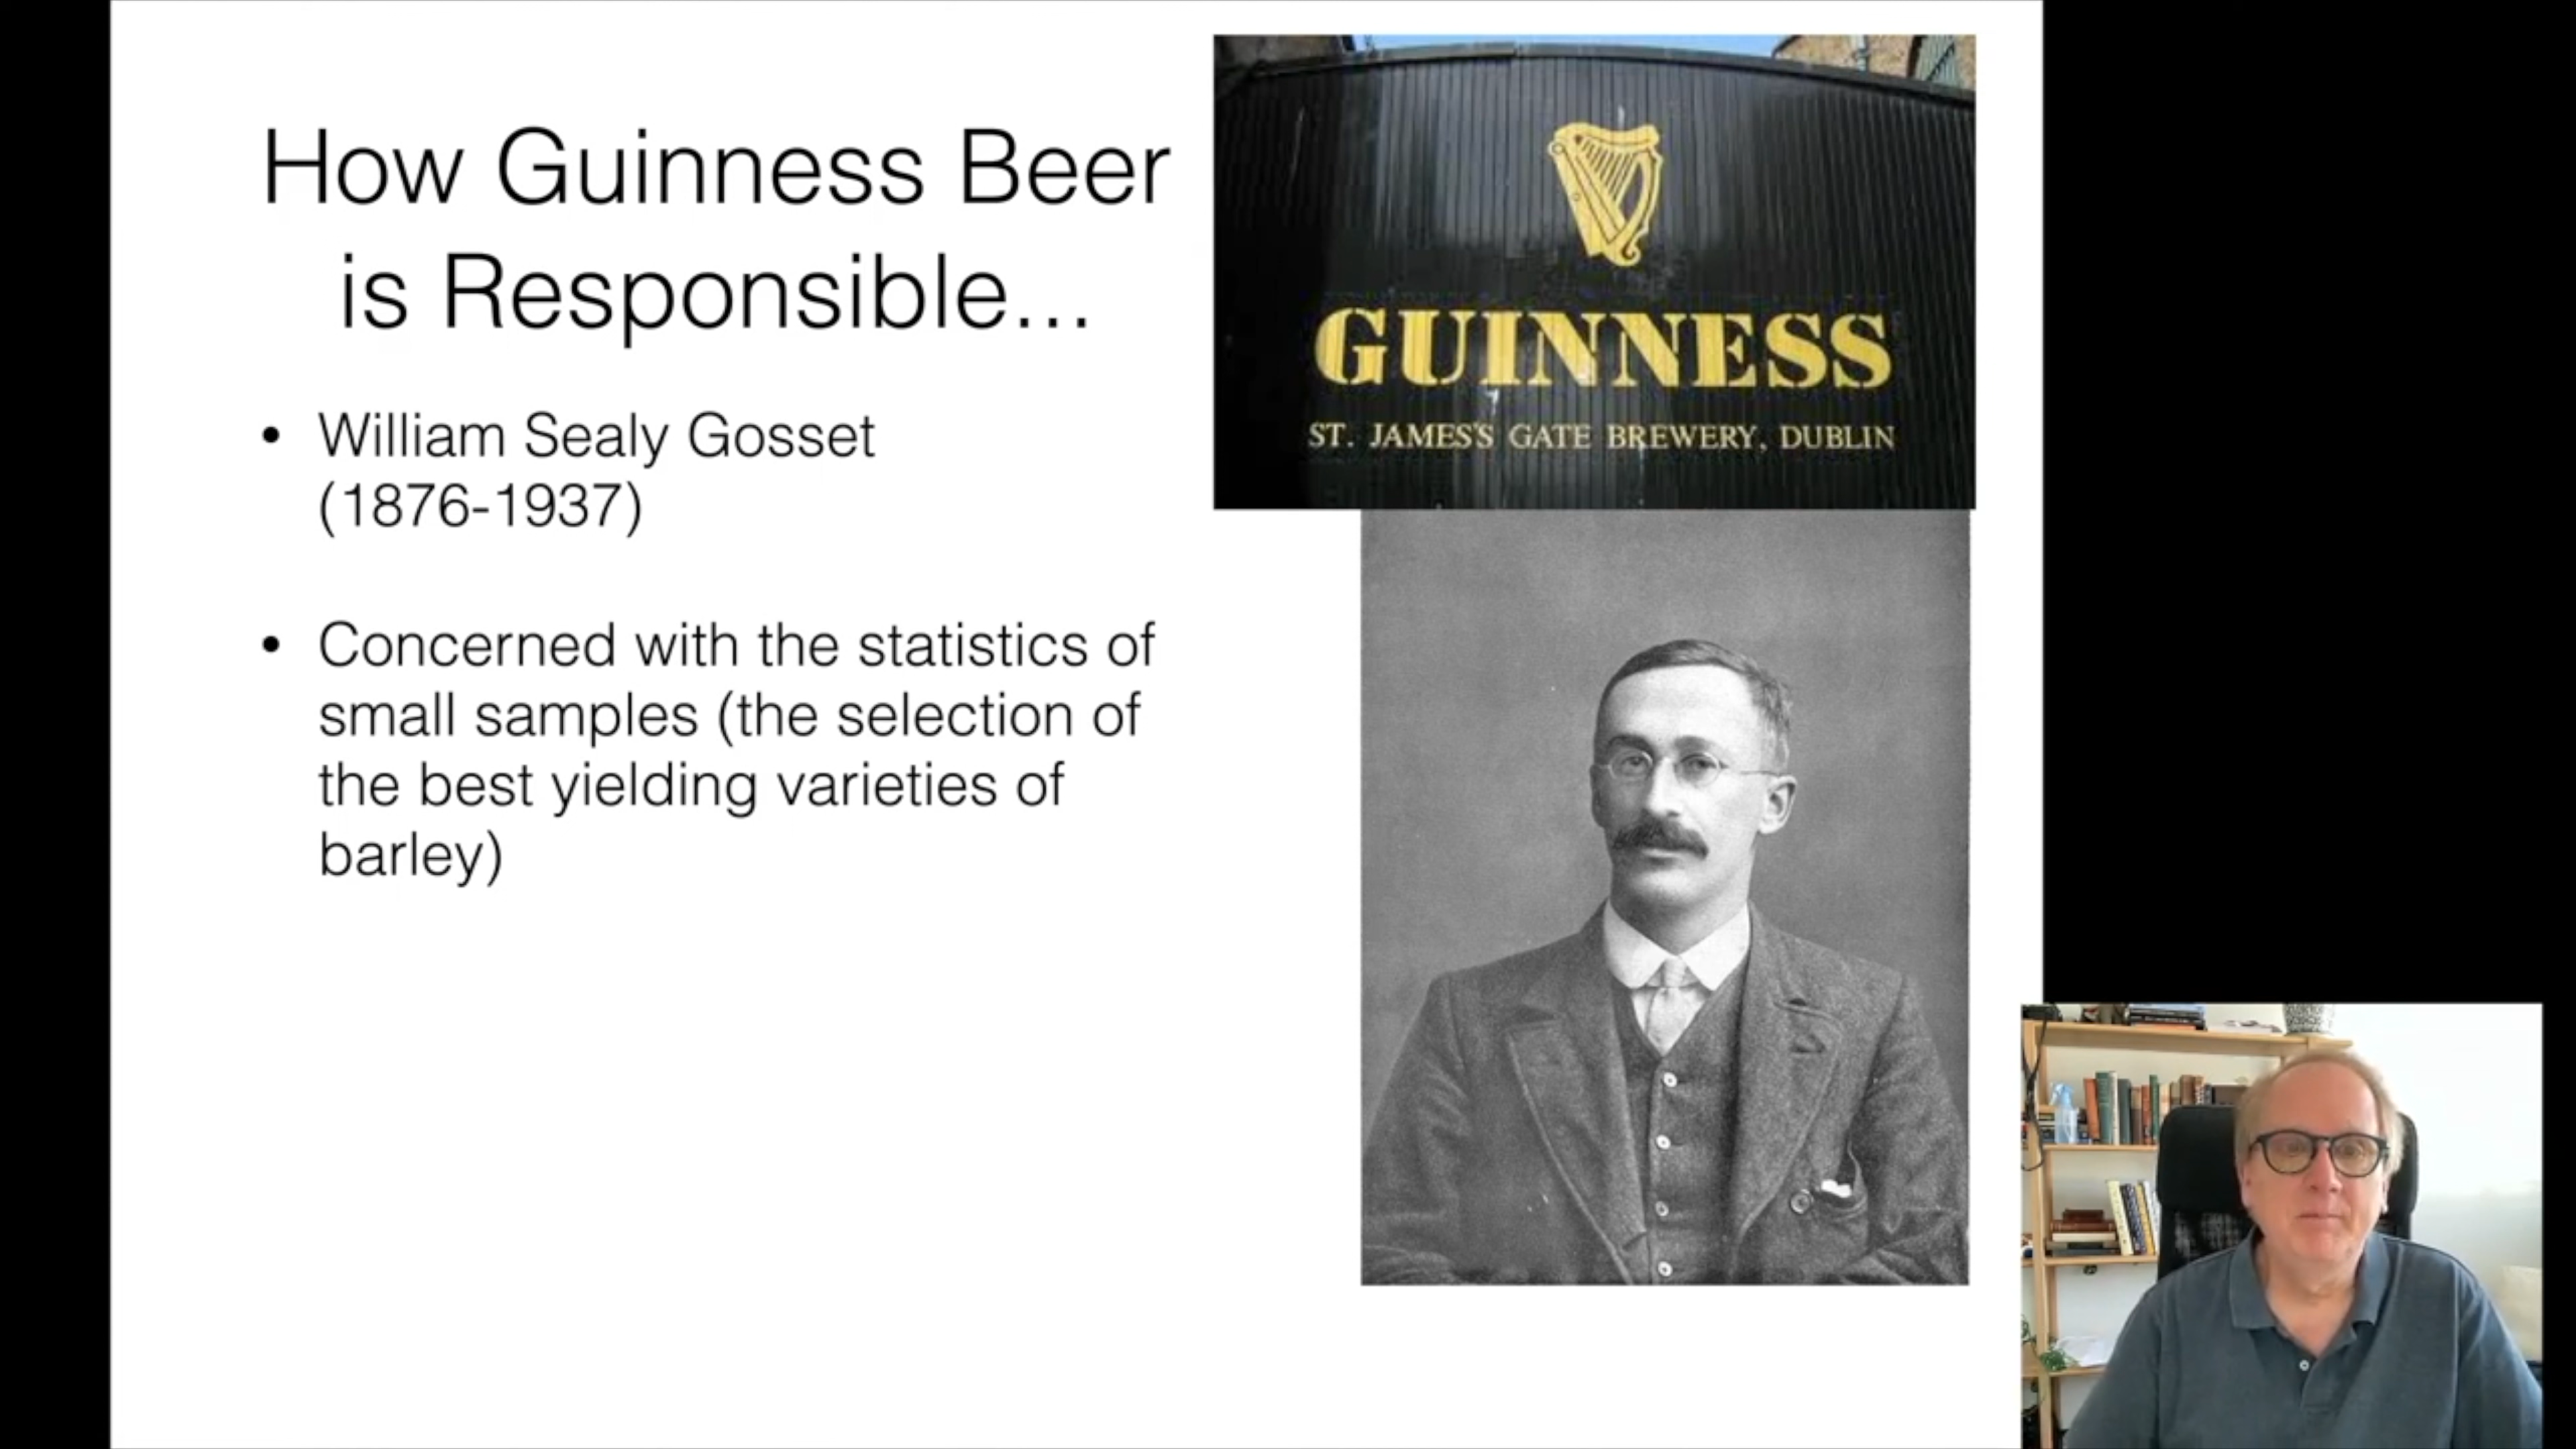 How Guinness Beer
is Responsible...
• William Sealy Gosset
(1876-1937)
• Concerned with the statistics of
small samples (the selection of
the best yielding varieties of
barley)
GUINNESS
ST. JAMES'S GATE BREWERY, DUBLIN